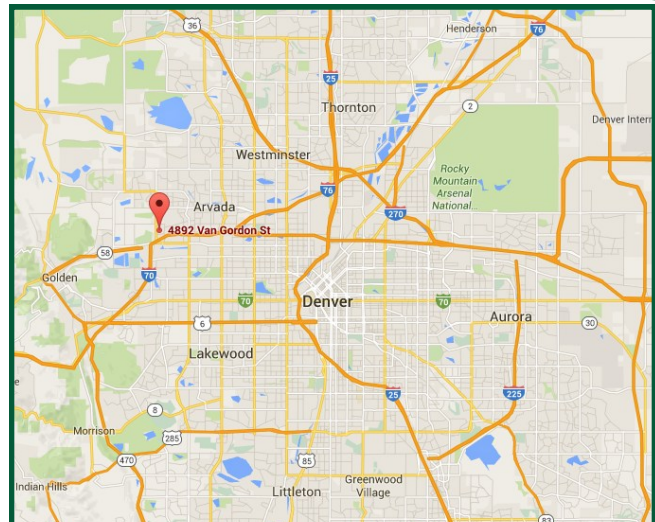 36
Henderson
76
25
Thornton
2
Denver Intern
Westminster
Rocky
Mountain
Arsenal
National...
76
Arvada
270
4892 Van Gordon St
58
70
Golden
70
Denver
70
Aurora
6
30
Lakewood
25
225
8
Morrison
285
470
85
Greenwood
Village
Indian Hills
Littleton
83